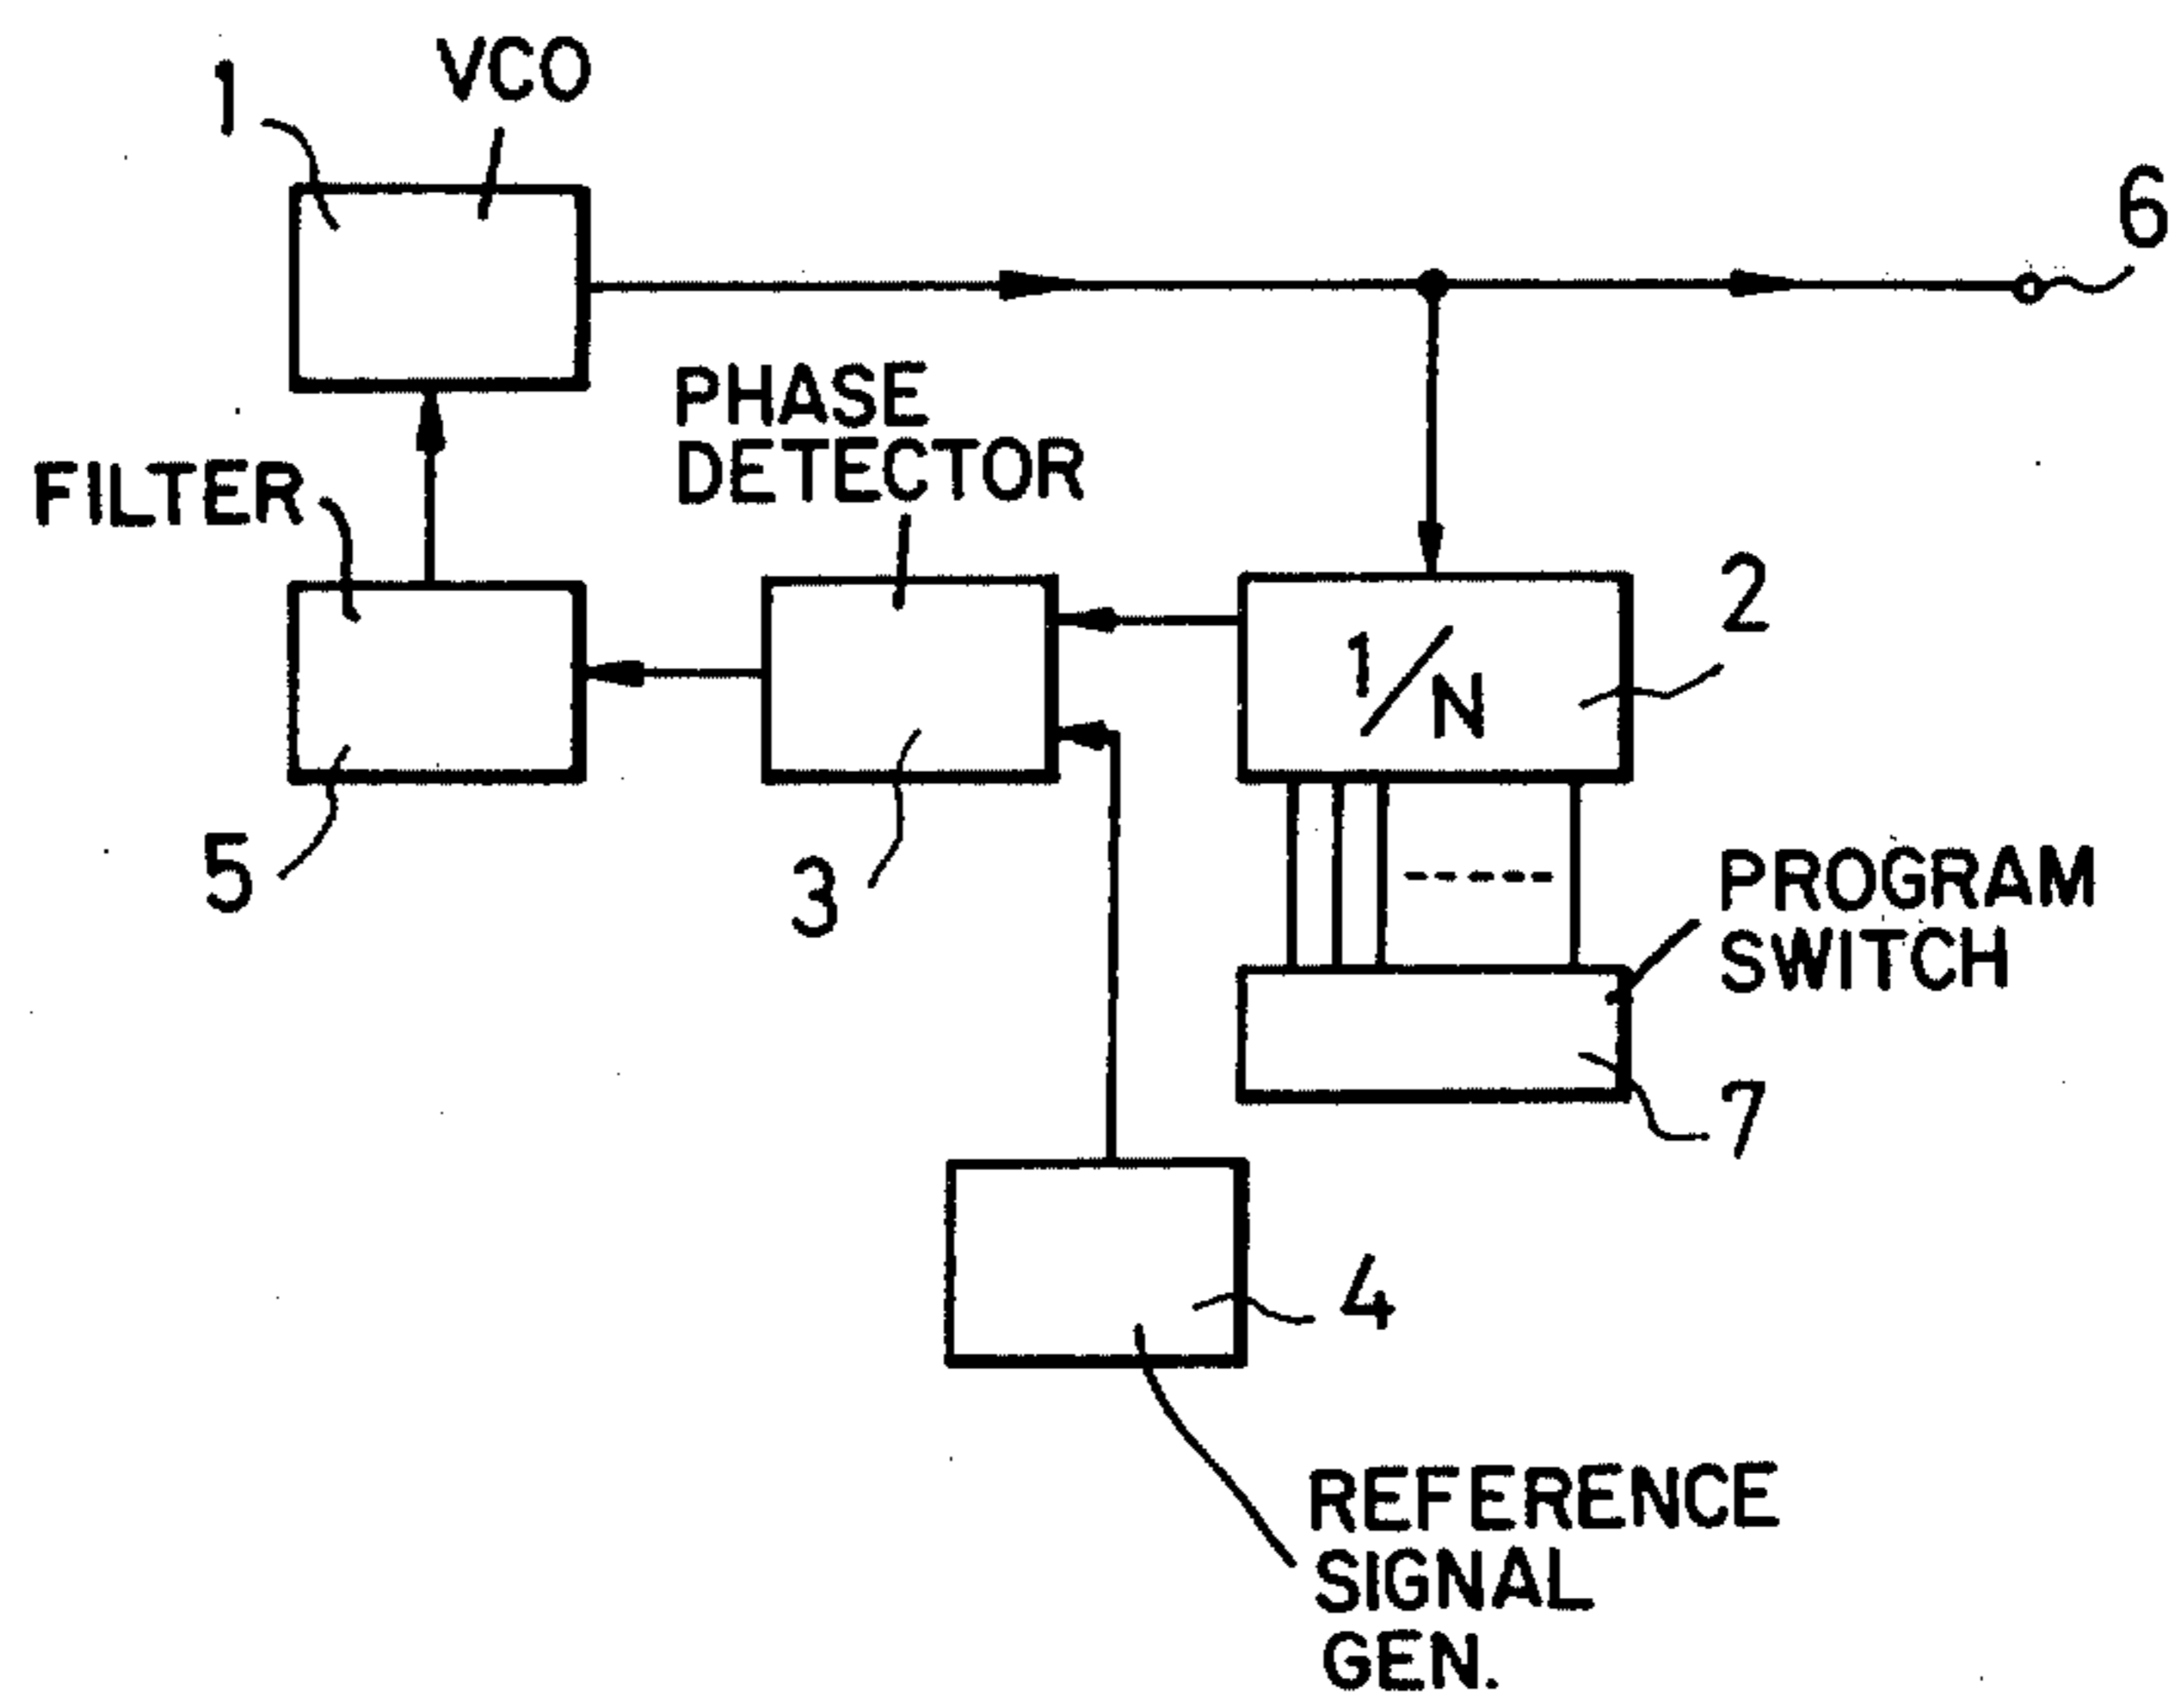 1
VCO
6
PHASE
DETECTOR
FILTER
2
1/N
5
3
PROGRAM
SWITCH
7
4
REFERENCE
SIGNAL
GEN.